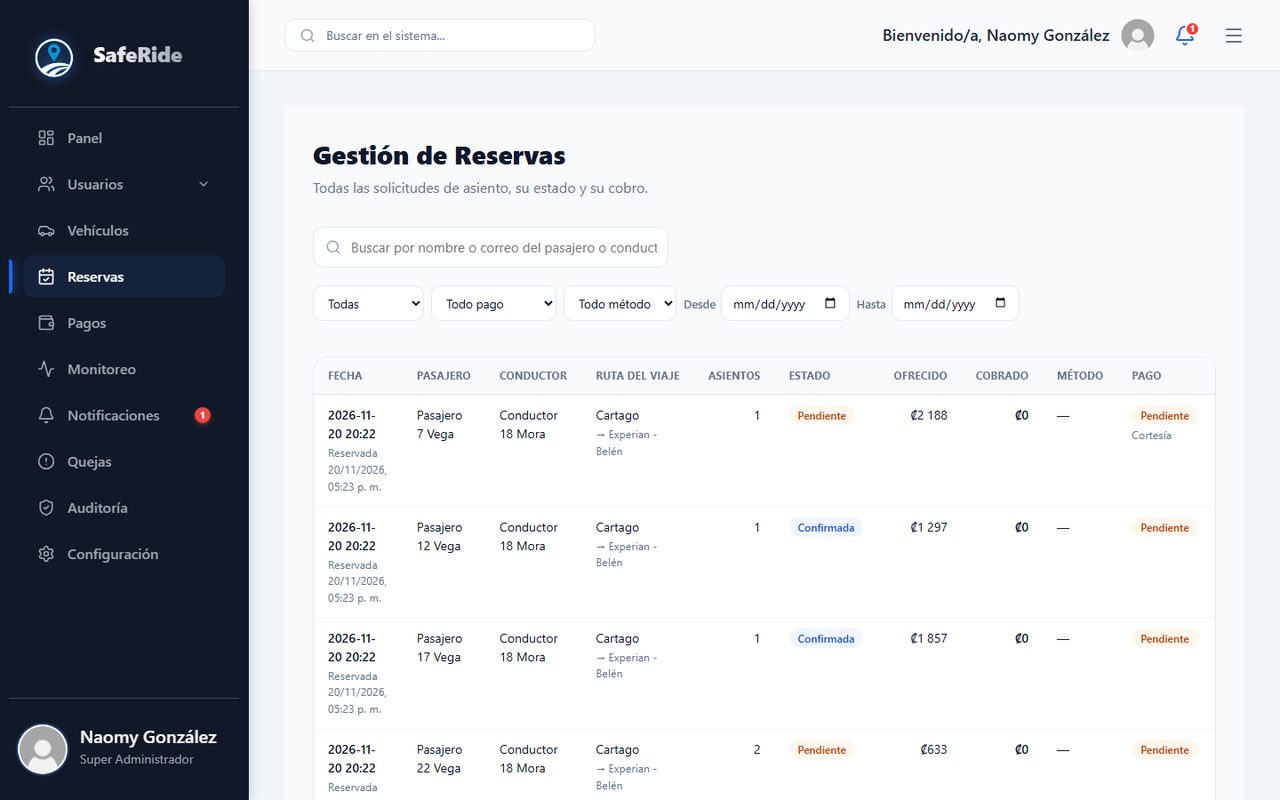 SafeRide
Buscar en el sistema...
Bienvenido/a, Naomy González
1
Panel
Usuarios
Vehículos
Reservas
Pagos
Monitoreo
Notificaciones 1
Quejas
Auditoría
Configuración
Naomy González
Super Administrador
Gestión de Reservas
Todas las solicitudes de asiento, su estado y su cobro.
Buscar por nombre o correo del pasajero o conduct
Todas Todo pago Todo método Desde mm/dd/yyyy Hasta mm/dd/yyyy
FECHA PASAJERO CONDUCTOR RUTA DEL VIAJE ASIENTOS ESTADO OFRECIDO COBRADO MÉTODO PAGO
2026-11- Pasajero Conductor Cartago 1 Pendiente ₡2 188 ₡0 — Pendiente
20 20:22 7 Vega 18 Mora → Experian - Cortesía
Reservada Belén
20/11/2026,
05:23 p. m.
2026-11- Pasajero Conductor Cartago 1 Confirmada ₡1 297 ₡0 — Pendiente
20 20:22 12 Vega 18 Mora → Experian -
Reservada Belén
20/11/2026,
05:23 p. m.
2026-11- Pasajero Conductor Cartago 1 Confirmada ₡1 857 ₡0 — Pendiente
20 20:22 17 Vega 18 Mora → Experian -
Reservada Belén
20/11/2026,
05:23 p. m.
2026-11- Pasajero Conductor Cartago 2 Pendiente ₡633 ₡0 — Pendiente
20 20:22 22 Vega 18 Mora → Experian -
Reservada Belén